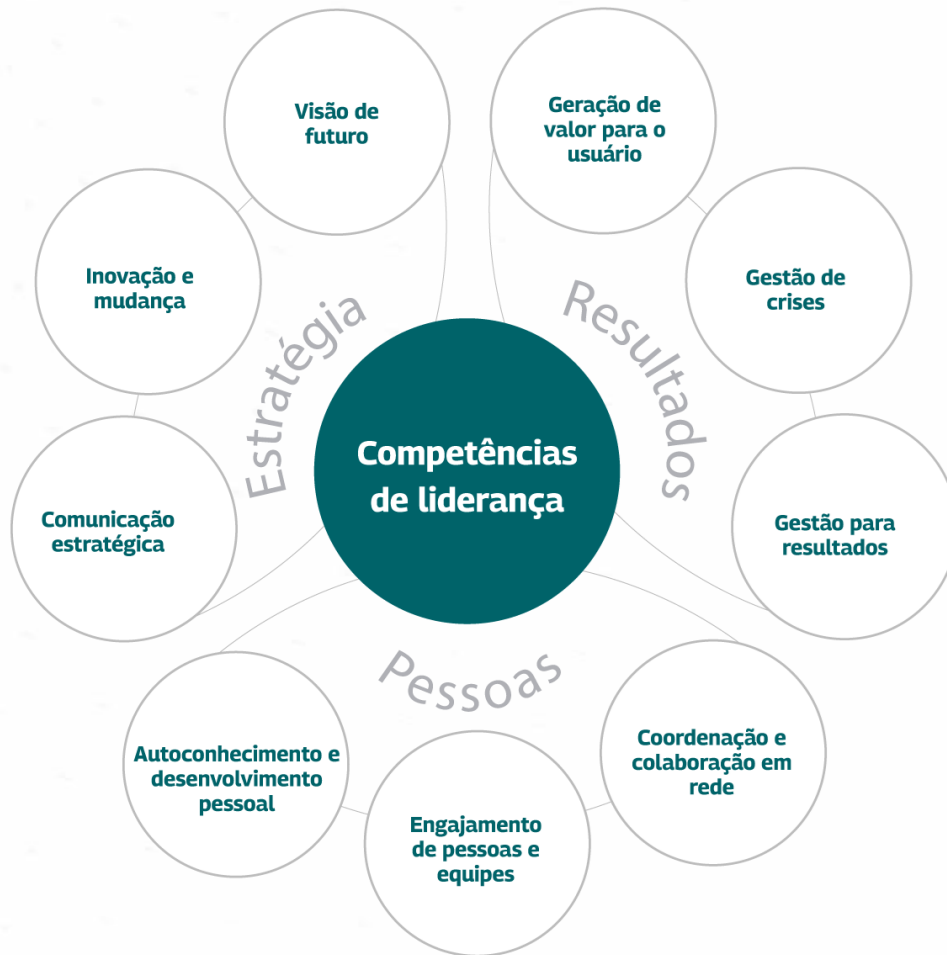 Visão de
futuro
Geração de
valor para o
usuário
Inovação e
mudança
Gestão de
crises
Estratégia
Resultados
Competências
de liderança
Comunicação
estratégica
Gestão para
resultados
Pessoas
Autoconhecimento e
desenvolvimento
pessoal
Engajamento
de pessoas e
equipes
Coordenação e
colaboração em
rede